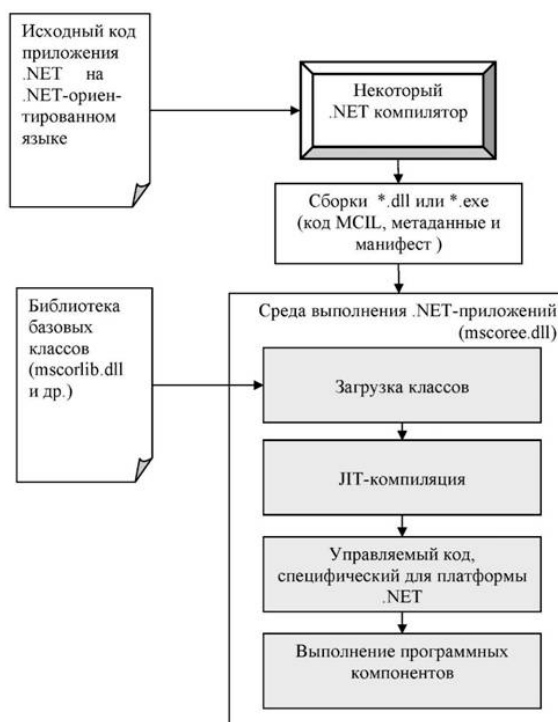 Исходный код
приложения
.NET на
.NET-ориен-
тированном
языке
Некоторый
.NET компилятор
Сборки *.dll или *.exe
(код MCIL, метаданные и
манифест )
Библиотека
базовых
классов
(mscorlib.dll
и др.)
Среда выполнения .NET-приложений
(mscoree.dll)
Загрузка классов
JIT-компиляция
Управляемый код,
специфический для платформы
.NET
Выполнение программных
компонентов